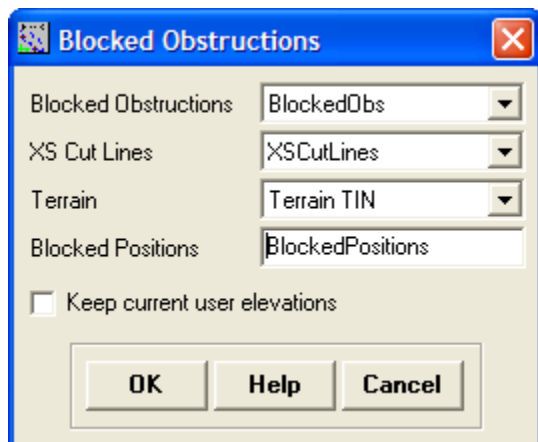 Blocked Obstructions
Blocked Obstructions BlockedObs
XS Cut Lines XSCutLines
Terrain Terrain TIN
Blocked Positions BlockedPositions
Keep current user elevations
OK Help Cancel